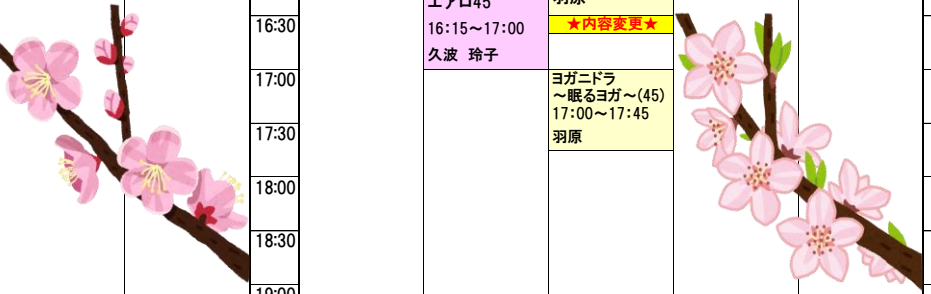 16:30
17:00
17:30
18:00
18:30
19:00
エアロ45
16:15～17:00
久波 玲子
羽原
★内容変更★
ヨガニドラ
～眠るヨガ～(45)
17:00～17:45
羽原